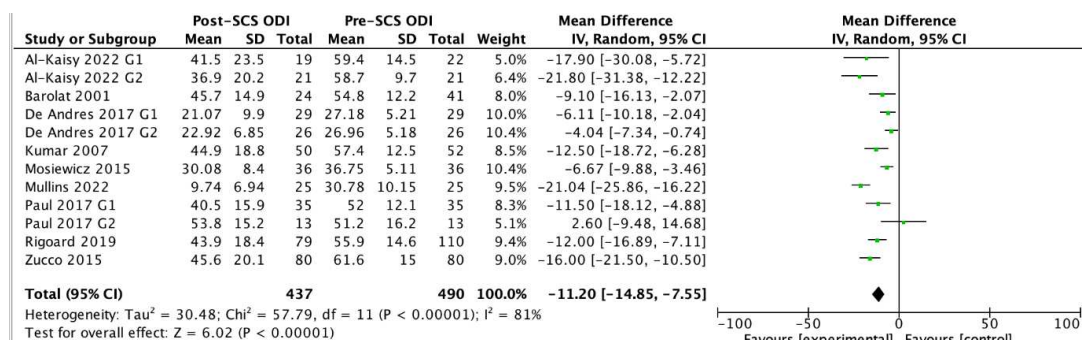 Post-SCS ODI Pre-SCS ODI Mean Difference Mean Difference
Study or Subgroup Mean SD Total Mean SD Total Weight IV, Random, 95% CI IV, Random, 95% CI
Al-Kaisy 2022 G1 41.5 23.5 19 59.4 14.5 22 5.0% -17.90 [-30.08, -5.72]
Al-Kaisy 2022 G2 36.9 20.2 21 58.7 9.7 21 6.2% -21.80 [-31.38, -12.22]
Barolat 2001 45.7 14.9 24 54.8 12.2 41 8.0% -9.10 [-16.13, -2.07]
De Andres 2017 G1 21.07 9.9 29 27.18 5.21 29 10.0% -6.11 [-10.18, -2.04]
De Andres 2017 G2 22.92 6.85 26 26.96 5.18 26 10.4% -4.04 [-7.34, -0.74]
Kumar 2007 44.9 18.8 50 57.4 12.5 52 8.6% -12.50 [-18.72, -6.28]
Mosiewicz 2015 30.08 8.4 36 36.75 5.11 36 10.4% -6.67 [-9.88, -3.46]
Mullins 2022 9.74 6.94 25 30.78 10.15 25 9.5% -21.04 [-25.86, -16.22]
Paul 2017 G1 40.5 15.9 35 52 12.1 35 8.3% -11.50 [-18.12, -4.88]
Paul 2017 G2 53.8 15.2 13 51.2 16.2 13 5.1% 2.60 [-9.48, 14.68]
Rigoard 2019 43.9 18.4 79 55.9 14.6 110 9.4% -12.00 [-16.89, -7.11]
Zucco 2015 45.6 20.1 80 61.6 15 80 9.0% -16.00 [-21.50, -10.50]
Total (95% CI) 437 490 100.0% -11.20 [-14.85, -7.55]
Heterogeneity: Tau² = 30.48; Chi² = 57.79, df = 11 (P < 0.00001); I² = 81%
Test for overall effect: Z = 6.02 (P < 0.00001)
-100 -50 0 50 100
Favours [experimental] Favours [control]